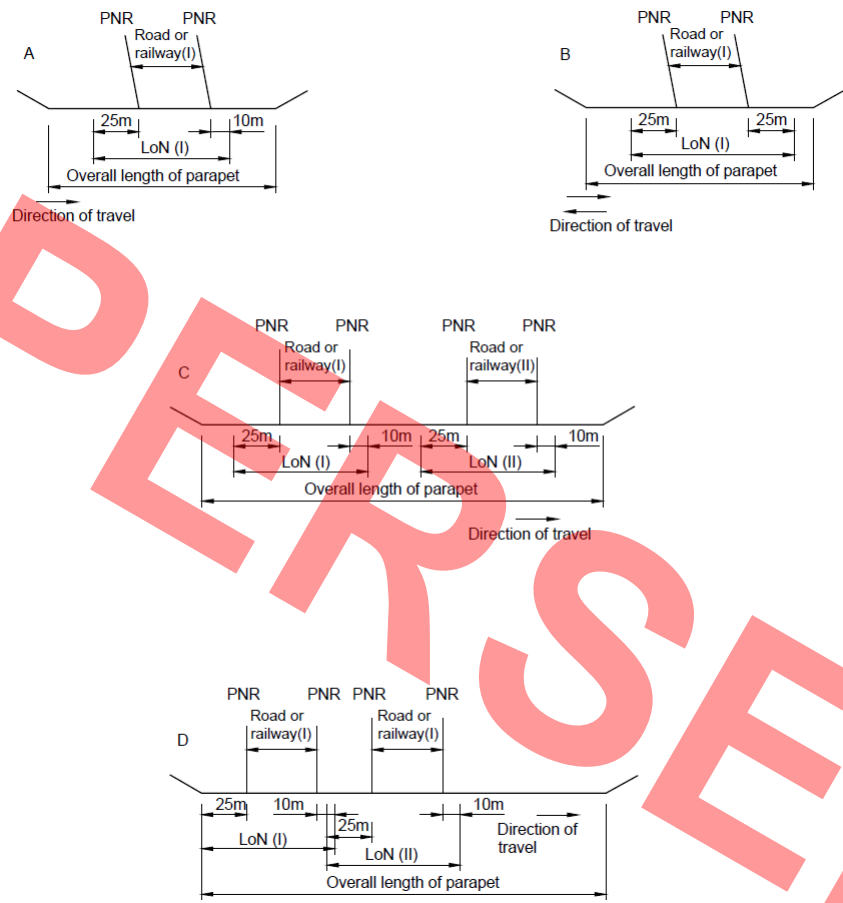 PNR PNR
A
Road or
railway(I)
25m 10m
LoN (I)
Overall length of parapet
Direction of travel
PNR PNR
B
Road or
railway(I)
25m 25m
LoN (I)
Overall length of parapet
Direction of travel
PNR PNR PNR PNR
C
Road or Road or
railway(I) railway(II)
25m 10m 25m 10m
LoN (I) LoN (II)
Overall length of parapet
Direction of travel
PNR PNR PNR PNR
D
Road or Road or
railway(I) railway(I)
25m 10m 10m
25m
Direction of
travel
LoN (I)
LoN (II)
Overall length of parapet
PERSE